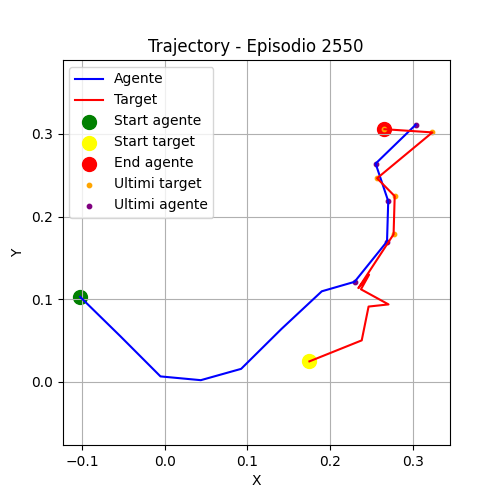 Trajectory - Episodio 2550
Agente
Target
Start agente
Start target
End agente
Ultimi target
Ultimi agente
0.3
0.2
0.1
0.0
Y
−0.1 0.0 0.1 0.2 0.3
X